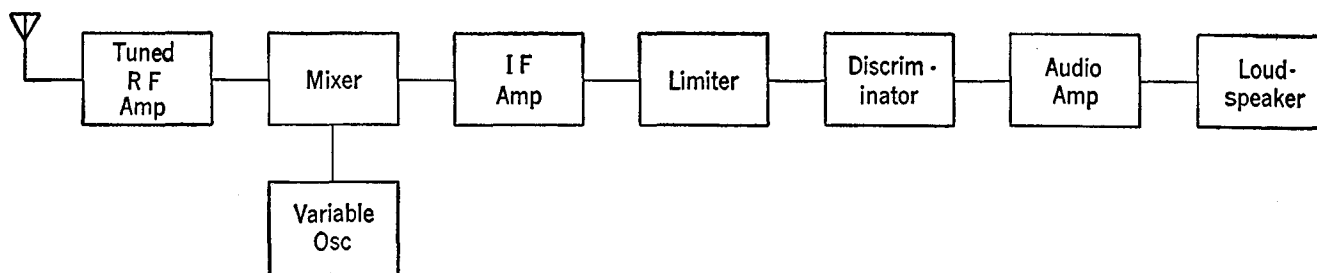 Tuned
R F
Amp
Mixer
I F
Amp
Limiter
Discrim -
inator
Audio
Amp
Loud-
speaker
Variable
Osc